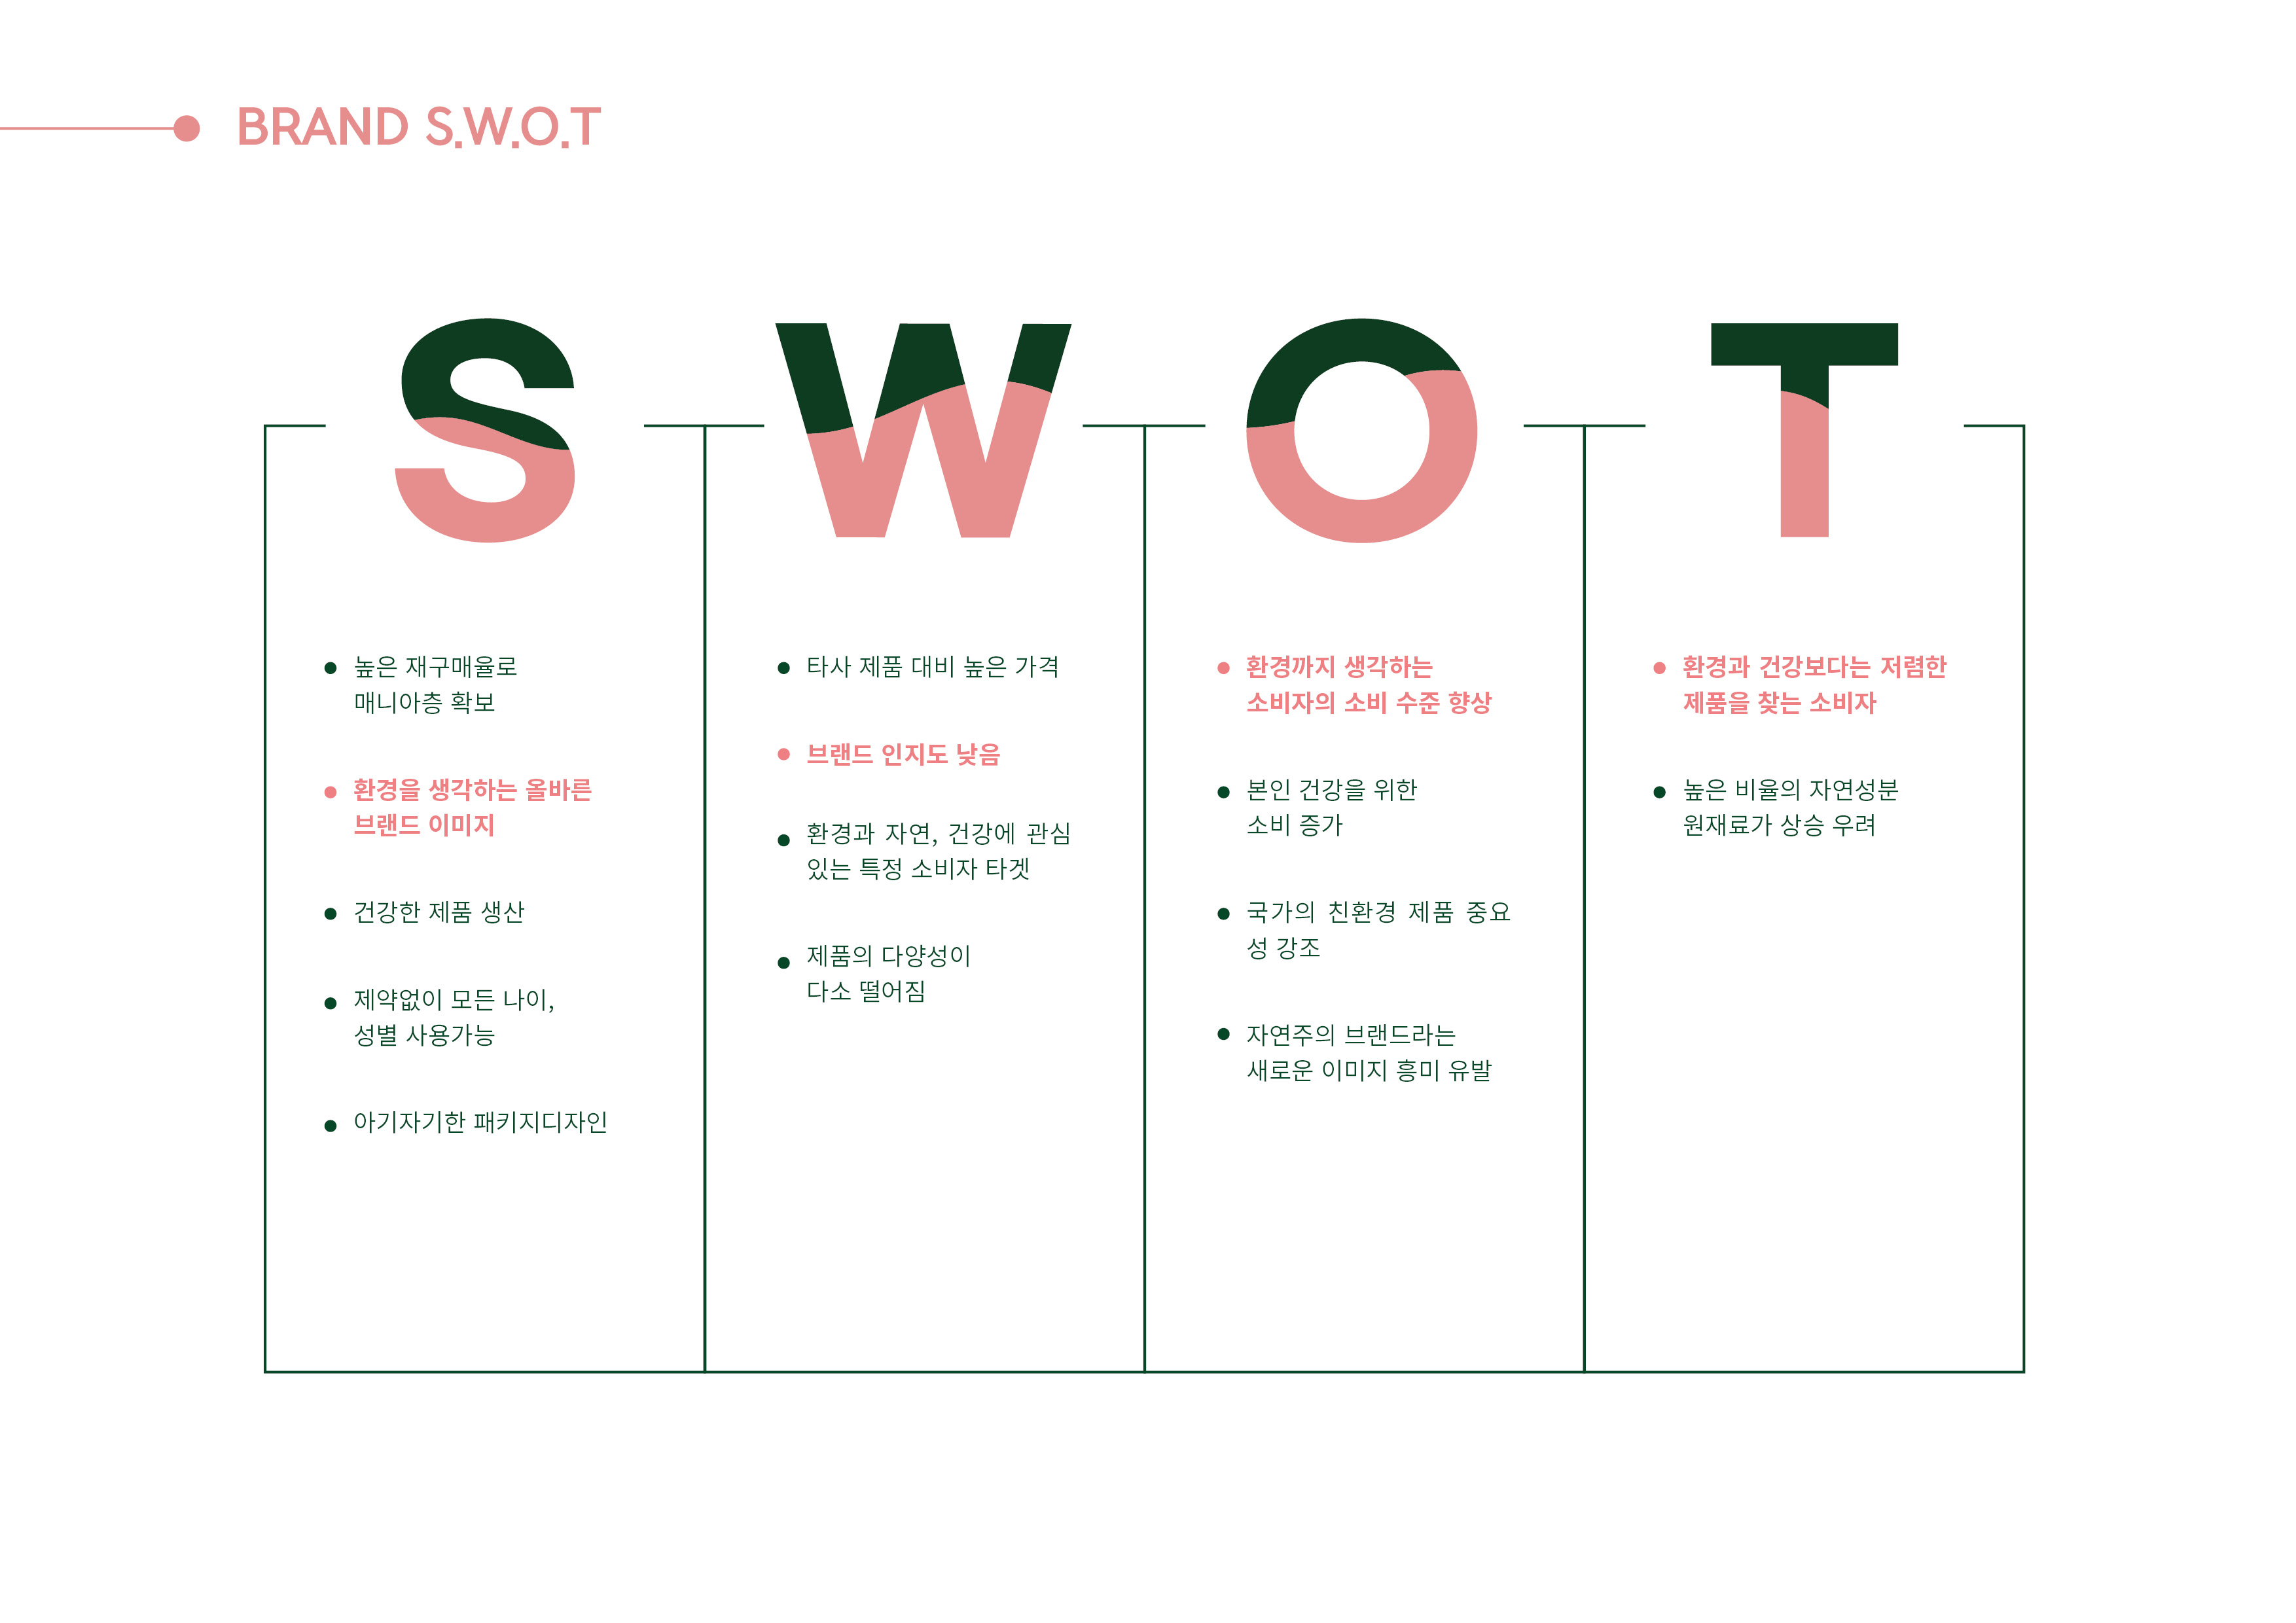 BRAND S.W.O.T
S
높은 재구매율로
매니아층 확보
환경을 생각하는 올바른
브랜드 이미지
건강한 제품 생산
제약없이 모든 나이,
성별 사용가능
아기자기한 패키지디자인
W
타사 제품 대비 높은 가격
브랜드 인지도 낮음
환경과 자연, 건강에 관심
있는 특정 소비자 타겟
제품의 다양성이
다소 떨어짐
O
환경까지 생각하는
소비자의 소비 수준 향상
본인 건강을 위한
소비 증가
국가의 친환경 제품 중요
성 강조
자연주의 브랜드라는
새로운 이미지 흥미 유발
T
환경과 건강보다는 저렴한
제품을 찾는 소비자
높은 비율의 자연성분
원재료가 상승 우려